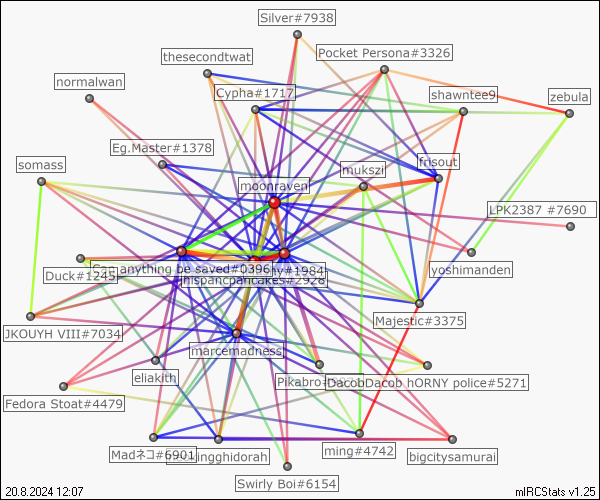 Silver#7938
Pocket Persona#3326
thesecondtwat
normalwan
Cypha#1717
shawntee9
zebula
Eg.Master#1378
somass
mukszi
frisout
moonraven
LPK2387 #7690
yoshimanden
Duck#1245
can anything be saved#0396
hy#1984
hispancpancakes#2928
Majestic#3375
JKOUYH VIII#7034
marcemadness
eliakith
Pikabro
DacobDacob hORNY police#5271
Fedora Stoat#4479
Madネコ#6901
ingghidorah
ming#4742
bigcitysamurai
Swirly Boi#6154
20.8.2024 12:07
mIRCStats v1.25